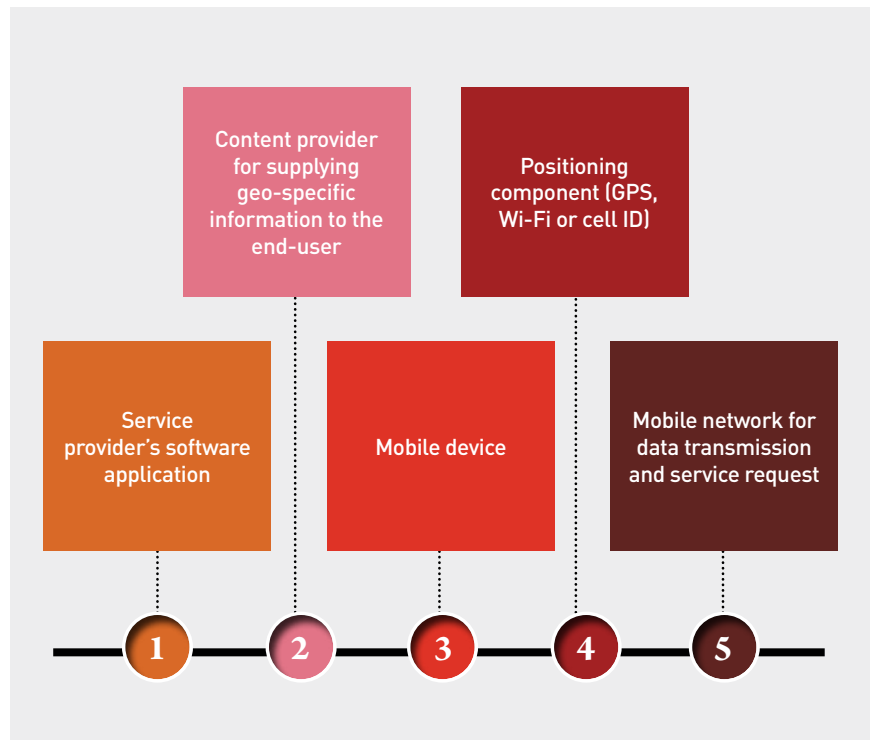 Content provider
for supplying
geo-specific
information to the
end-user
Positioning
component (GPS,
Wi-Fi or cell ID)
Service
provider’s software
application
Mobile device
Mobile network for
data transmission
and service request
1
2
3
4
5